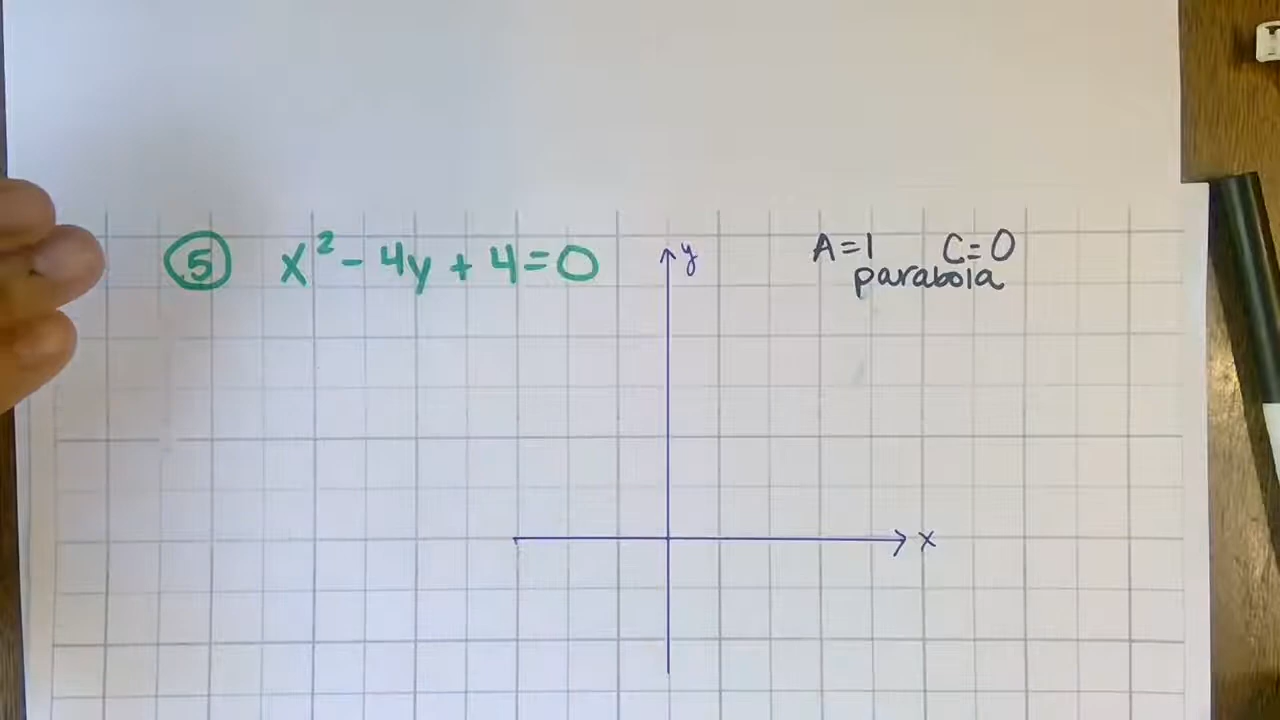 ⑤ x² - 4y + 4 = 0
y
A = 1 C = 0
parabola
x